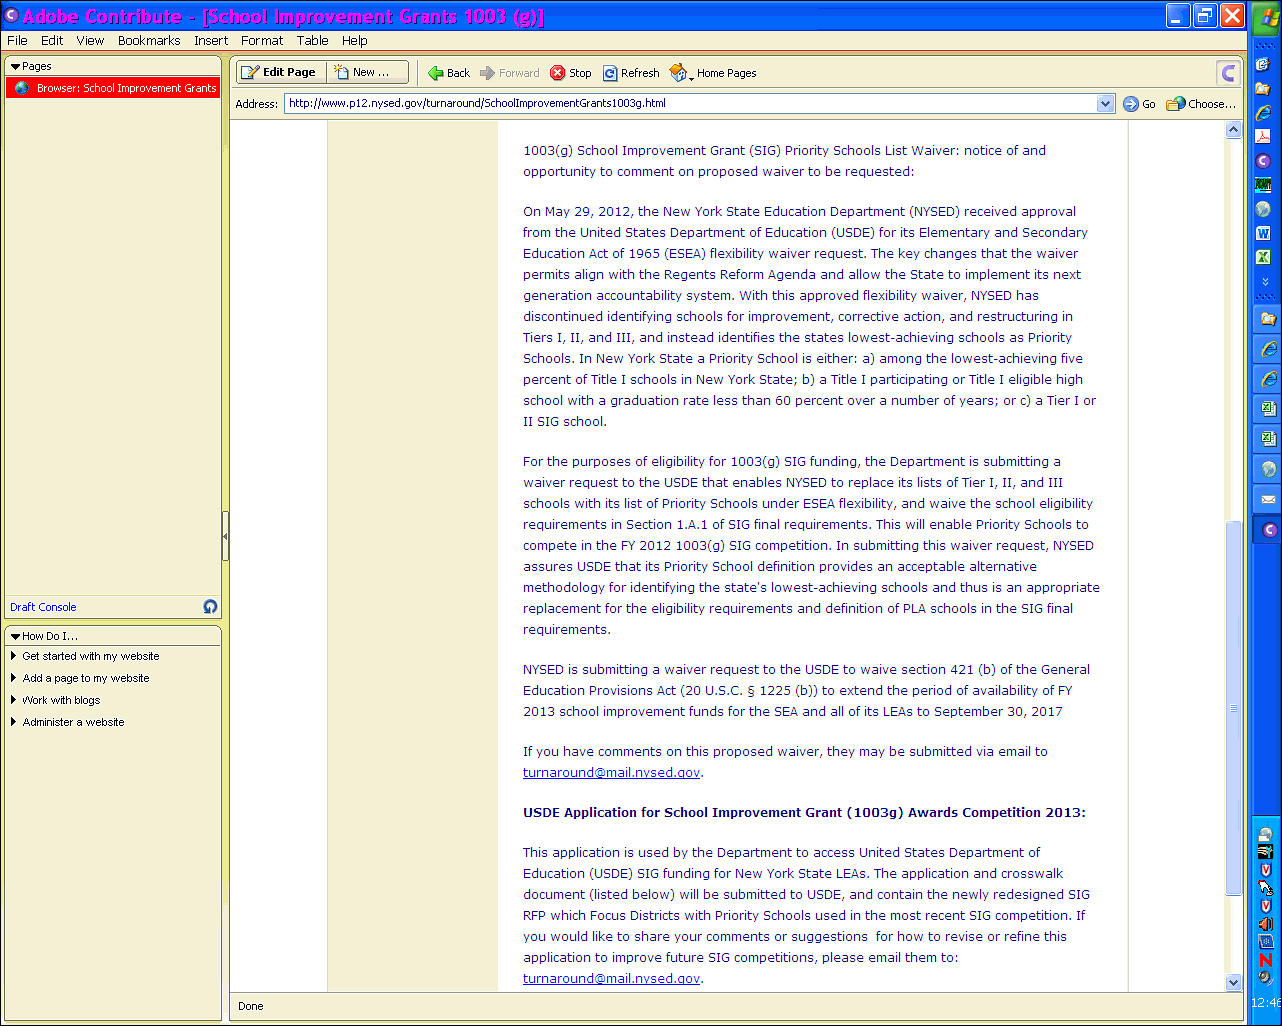 Adobe Contribute - [School Improvement Grants 1003 (g)]
File Edit View Bookmarks Insert Format Table Help
Pages
Browser: School Improvement Grants
Edit Page New ... Back Forward Stop Refresh Home Pages
Address: http://www.p12.nysed.gov/turnaround/SchoolImprovementGrants1003g.html Go Choose...
1003(g) School Improvement Grant (SIG) Priority Schools List Waiver: notice of and
opportunity to comment on proposed waiver to be requested:
On May 29, 2012, the New York State Education Department (NYSED) received approval
from the United States Department of Education (USDE) for its Elementary and Secondary
Education Act of 1965 (ESEA) flexibility waiver request. The key changes that the waiver
permits align with the Regents Reform Agenda and allow the State to implement its next
generation accountability system. With this approved flexibility waiver, NYSED has
discontinued identifying schools for improvement, corrective action, and restructuring in
Tiers I, II, and III, and instead identifies the states lowest-achieving schools as Priority
Schools. In New York State a Priority School is either: a) among the lowest-achieving five
percent of Title I schools in New York State; b) a Title I participating or Title I eligible high
school with a graduation rate less than 60 percent over a number of years; or c) a Tier I or
II SIG school.
For the purposes of eligibility for 1003(g) SIG funding, the Department is submitting a
waiver request to the USDE that enables NYSED to replace its lists of Tier I, II, and III
schools with its list of Priority Schools under ESEA flexibility, and waive the school eligibility
requirements in Section 1.A.1 of SIG final requirements. This will enable Priority Schools to
compete in the FY 2012 1003(g) SIG competition. In submitting this waiver request, NYSED
assures USDE that its Priority School definition provides an acceptable alternative
methodology for identifying the state's lowest-achieving schools and thus is an appropriate
replacement for the eligibility requirements and definition of PLA schools in the SIG final
requirements.
NYSED is submitting a waiver request to the USDE to waive section 421 (b) of the General
Education Provisions Act (20 U.S.C. § 1225 (b)) to extend the period of availability of FY
2013 school improvement funds for the SEA and all of its LEAs to September 30, 2017
If you have comments on this proposed waiver, they may be submitted via email to
turnaround@mail.nysed.gov.
USDE Application for School Improvement Grant (1003g) Awards Competition 2013:
This application is used by the Department to access United States Department of
Education (USDE) SIG funding for New York State LEAs. The application and crosswalk
document (listed below) will be submitted to USDE, and contain the newly redesigned SIG
RFP which Focus Districts with Priority Schools used in the most recent SIG competition. If
you would like to share your comments or suggestions  for how to revise or refine this
application to improve future SIG competitions, please email them to:
turnaround@mail.nysed.gov.
Draft Console
How Do I...
Get started with my website
Add a page to my website
Work with blogs
Administer a website
Done
12:46